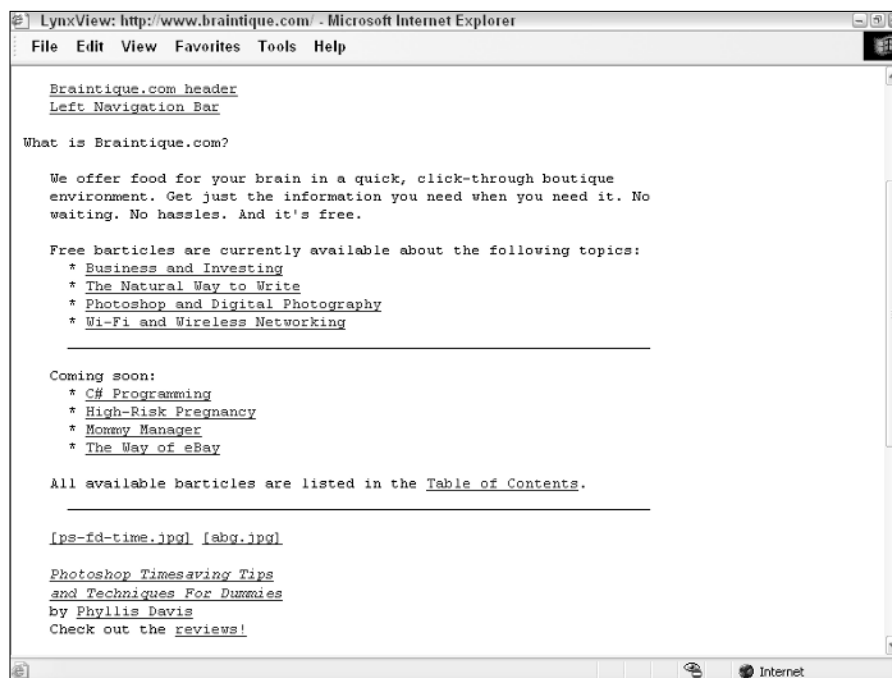 LynxView: http://www.braintique.com/ - Microsoft Internet Explorer
File Edit View Favorites Tools Help
Braintique.com header
Left Navigation Bar
What is Braintique.com?
We offer food for your brain in a quick, click-through boutique
environment. Get just the information you need when you need it. No
waiting. No hassles. And it's free.
Free barticles are currently available about the following topics:
* Business and Investing
* The Natural Way to Write
* Photoshop and Digital Photography
* Wi-Fi and Wireless Networking
Coming soon:
* C# Programming
* High-Risk Pregnancy
* Mommy Manager
* The Way of eBay
All available barticles are listed in the Table of Contents.
[ps-fd-time.jpg] [abg.jpg]
Photoshop Timesaving Tips
and Techniques For Dummies
by Phyllis Davis
Check out the reviews!
Internet